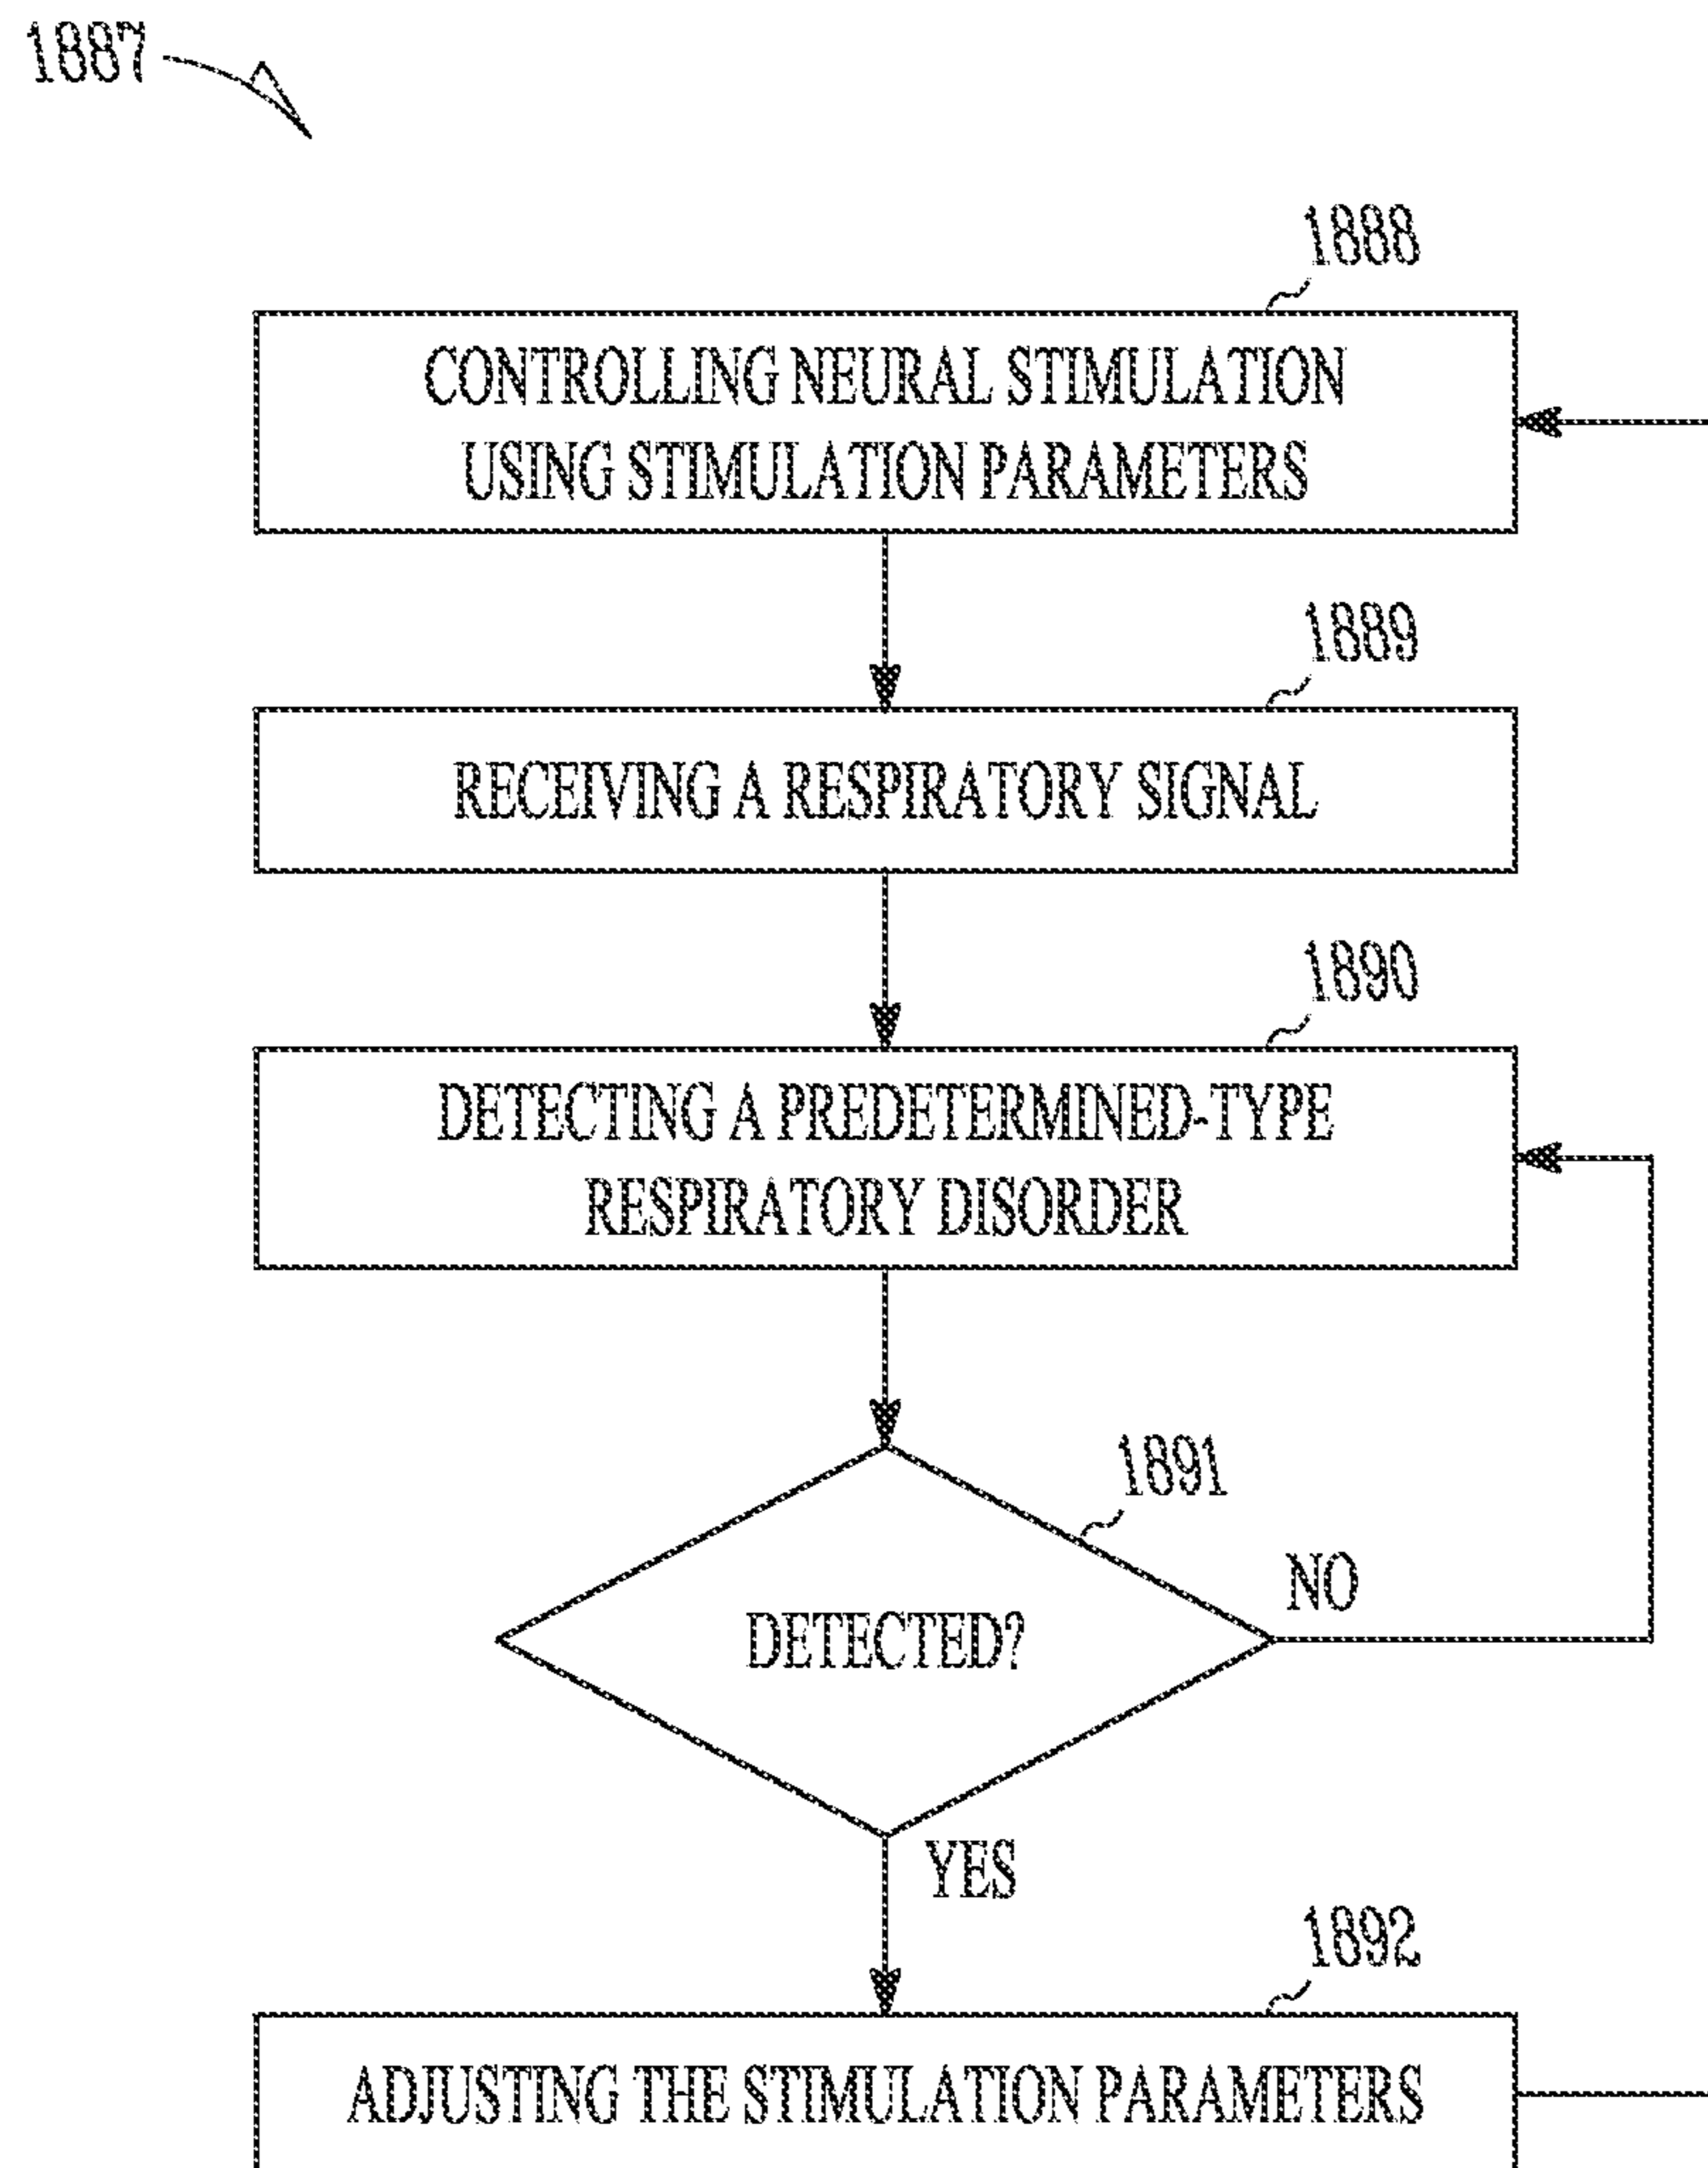 1887
1888
CONTROLLING NEURAL STIMULATION
USING STIMULATION PARAMETERS
1889
RECEIVING A RESPIRATORY SIGNAL
1890
DETECTING A PREDETERMINED-TYPE
RESPIRATORY DISORDER
1891
DETECTED?
NO
YES
1892
ADJUSTING THE STIMULATION PARAMETERS